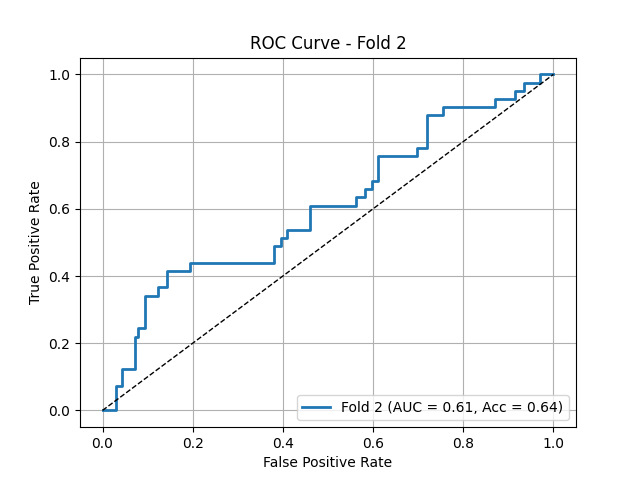 ROC Curve - Fold 2
True Positive Rate
1.0
0.8
0.6
0.4
0.2
0.0
Fold 2 (AUC = 0.61, Acc = 0.64)
0.0 0.2 0.4 0.6 0.8 1.0
False Positive Rate